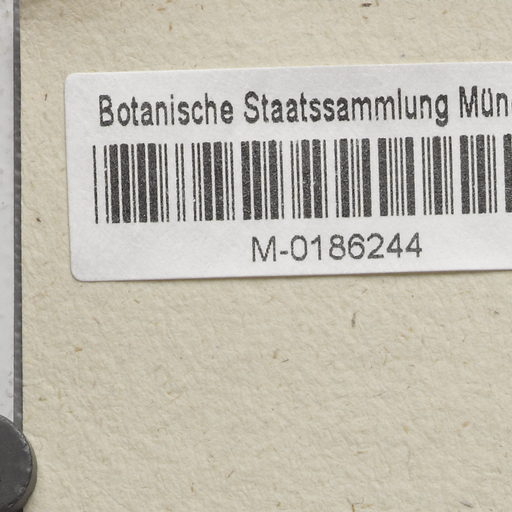 Botanische Staatssammlung Mün
M-0186244